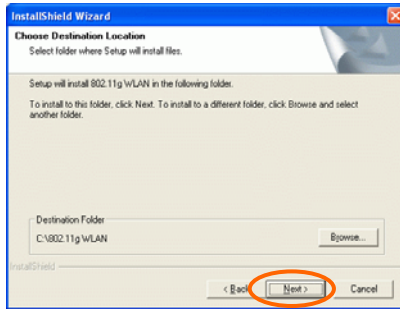 InstallShield Wizard
Choose Destination Location
Select folder where Setup will install files.
Setup will install 802.11g WLAN in the following folder.
To install to this folder, click Next. To install to a different folder, click Browse and select
another folder.
Destination Folder
C:\802.11g WLAN
Browse...
InstallShield
< Back
Next >
Cancel